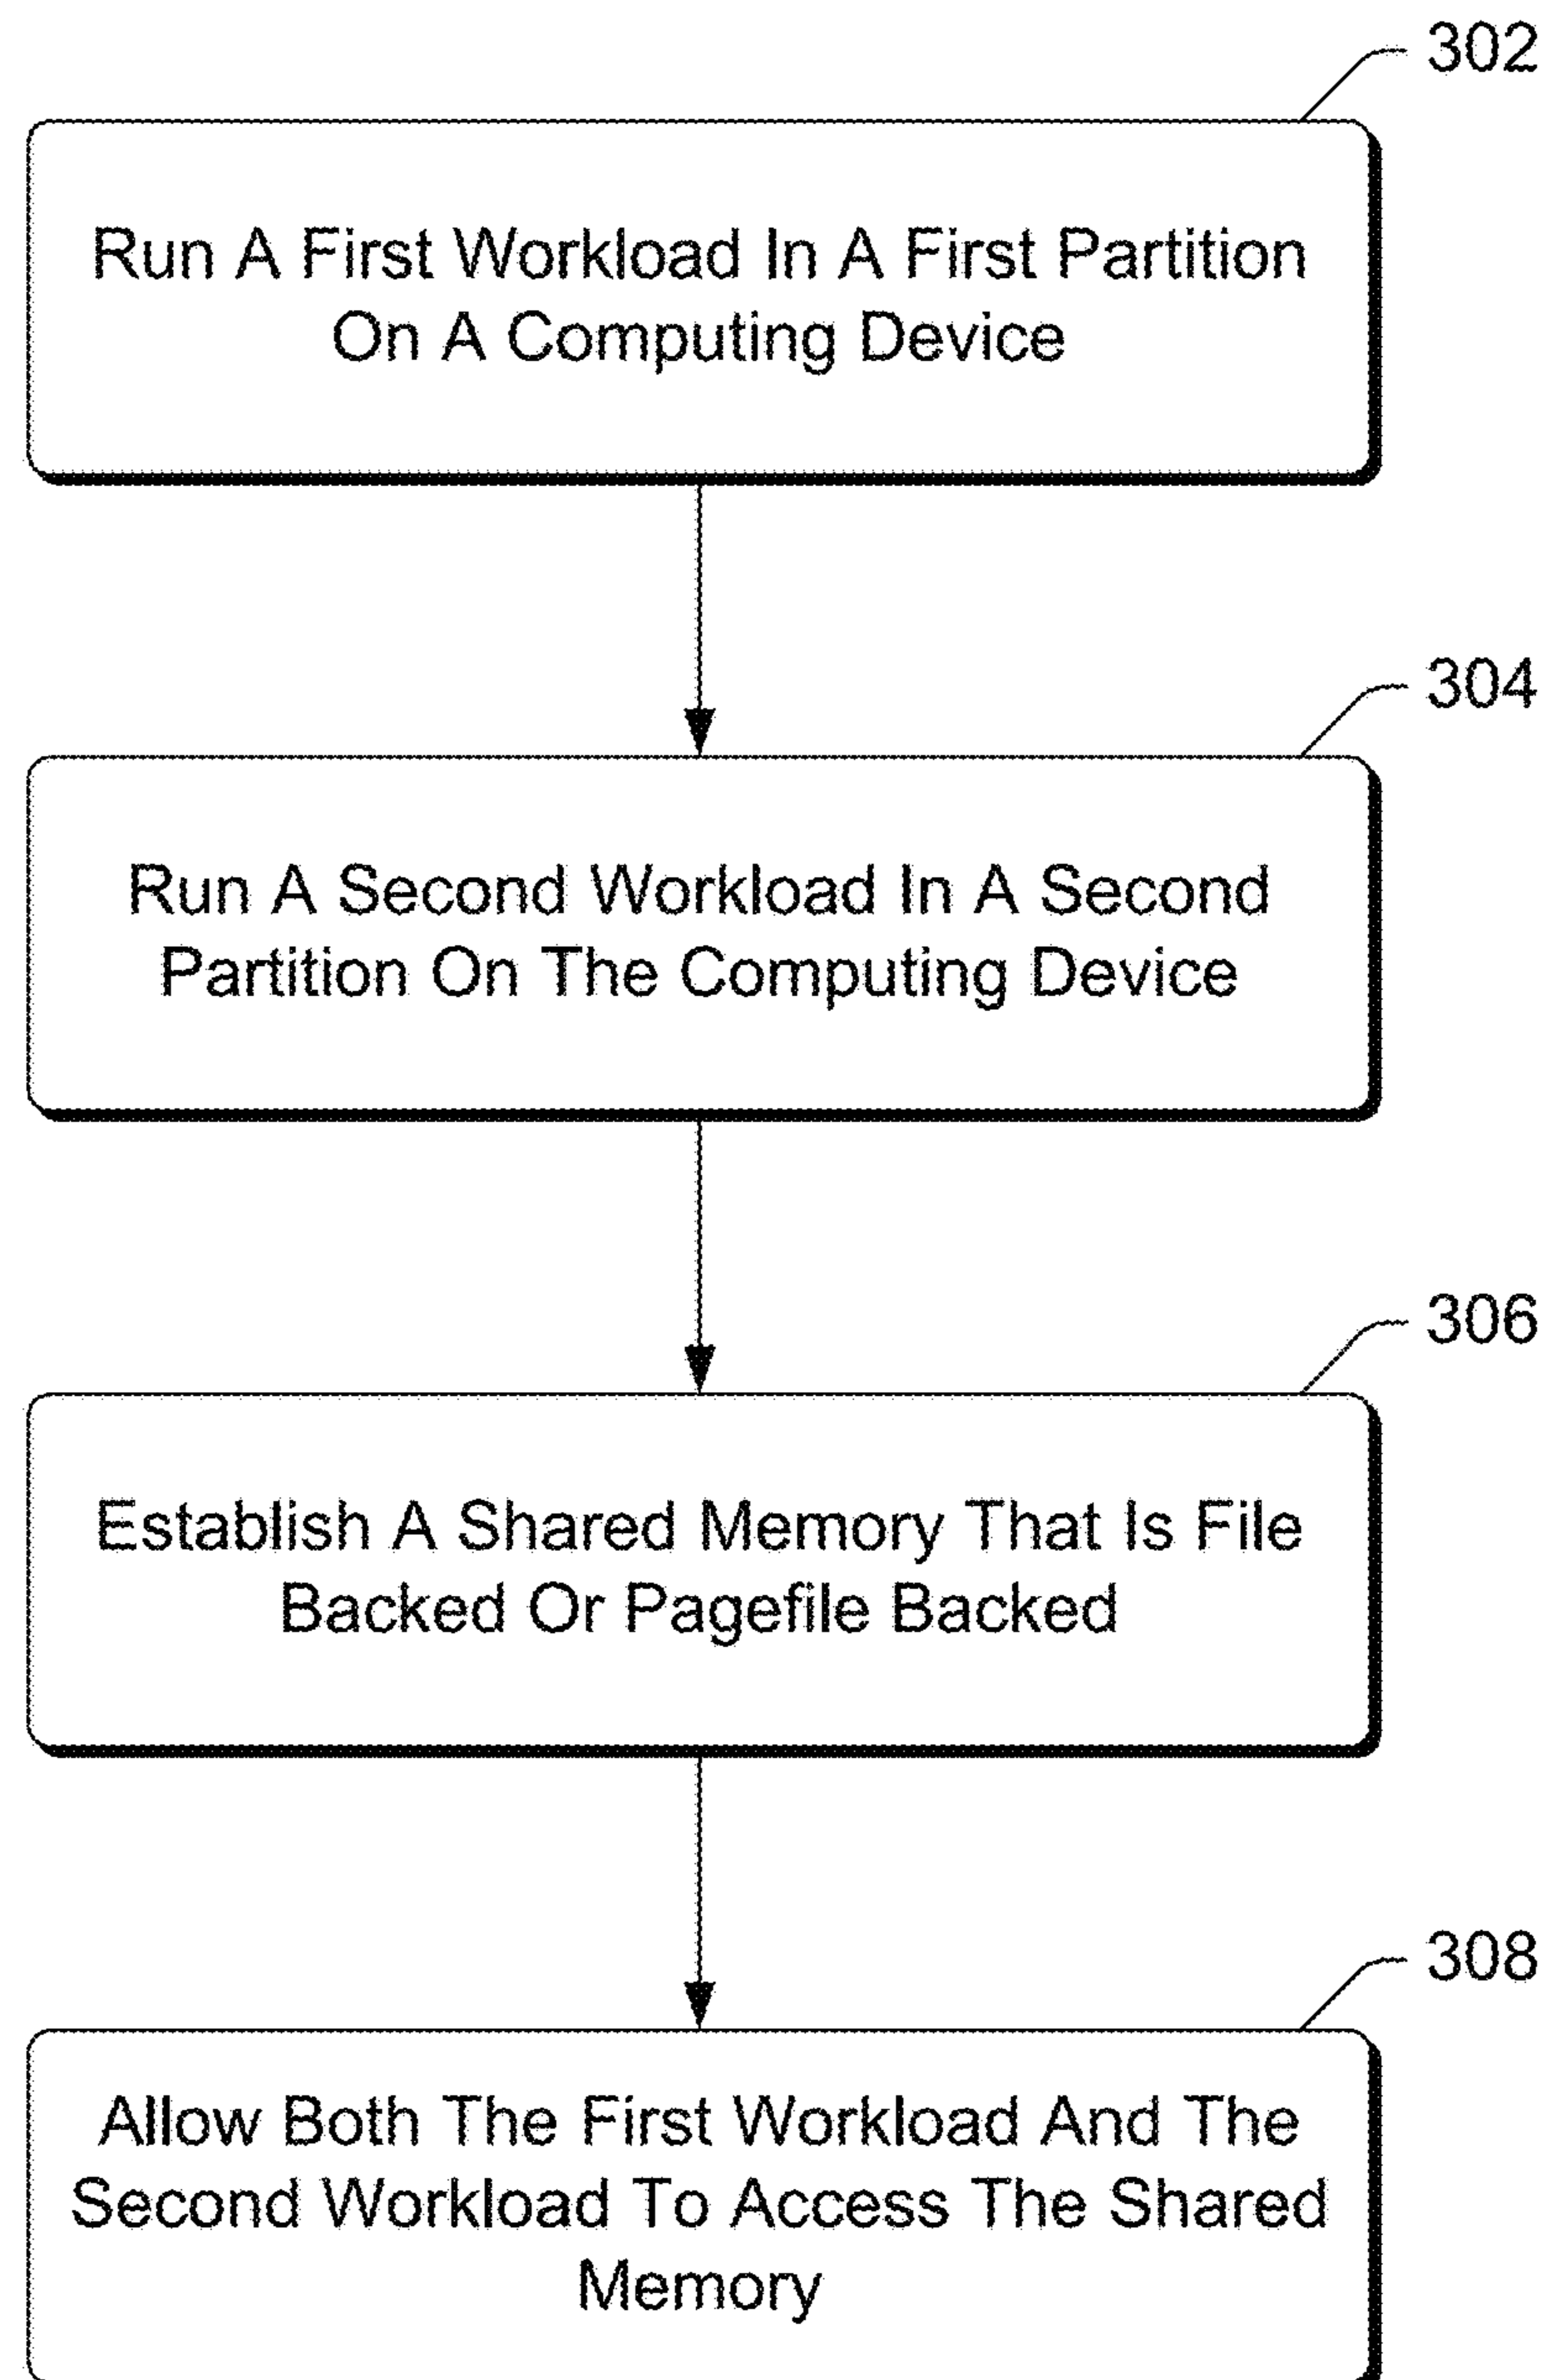 302
Run A First Workload In A First Partition
On A Computing Device
304
Run A Second Workload In A Second
Partition On The Computing Device
306
Establish A Shared Memory That Is File
Backed Or Pagefile Backed
308
Allow Both The First Workload And The
Second Workload To Access The Shared
Memory